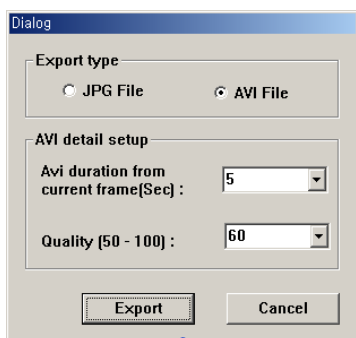 Dialog
Export type
JPG File
AVI File
AVI detail setup
Avi duration from
current frame(Sec) :
5
Quality (50 - 100) :
60
Export
Cancel